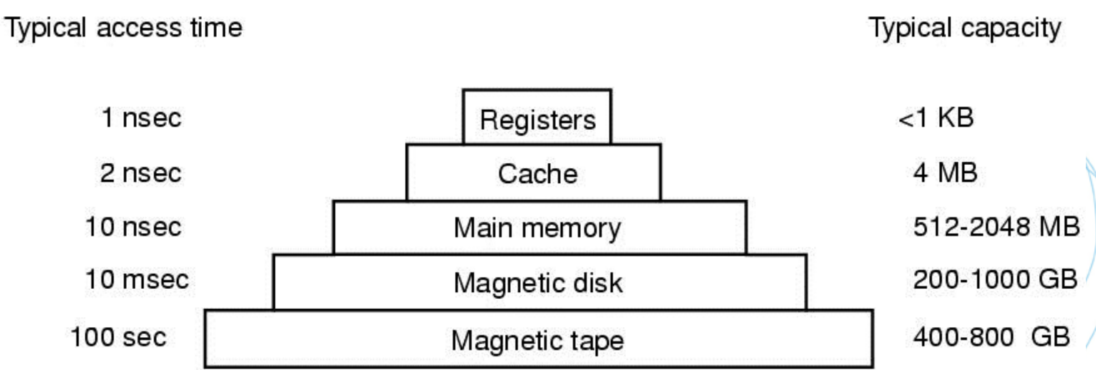 Typical access time Typical capacity
1 nsec Registers <1 KB
2 nsec Cache 4 MB
10 nsec Main memory 512-2048 MB
10 msec Magnetic disk 200-1000 GB
100 sec Magnetic tape 400-800 GB